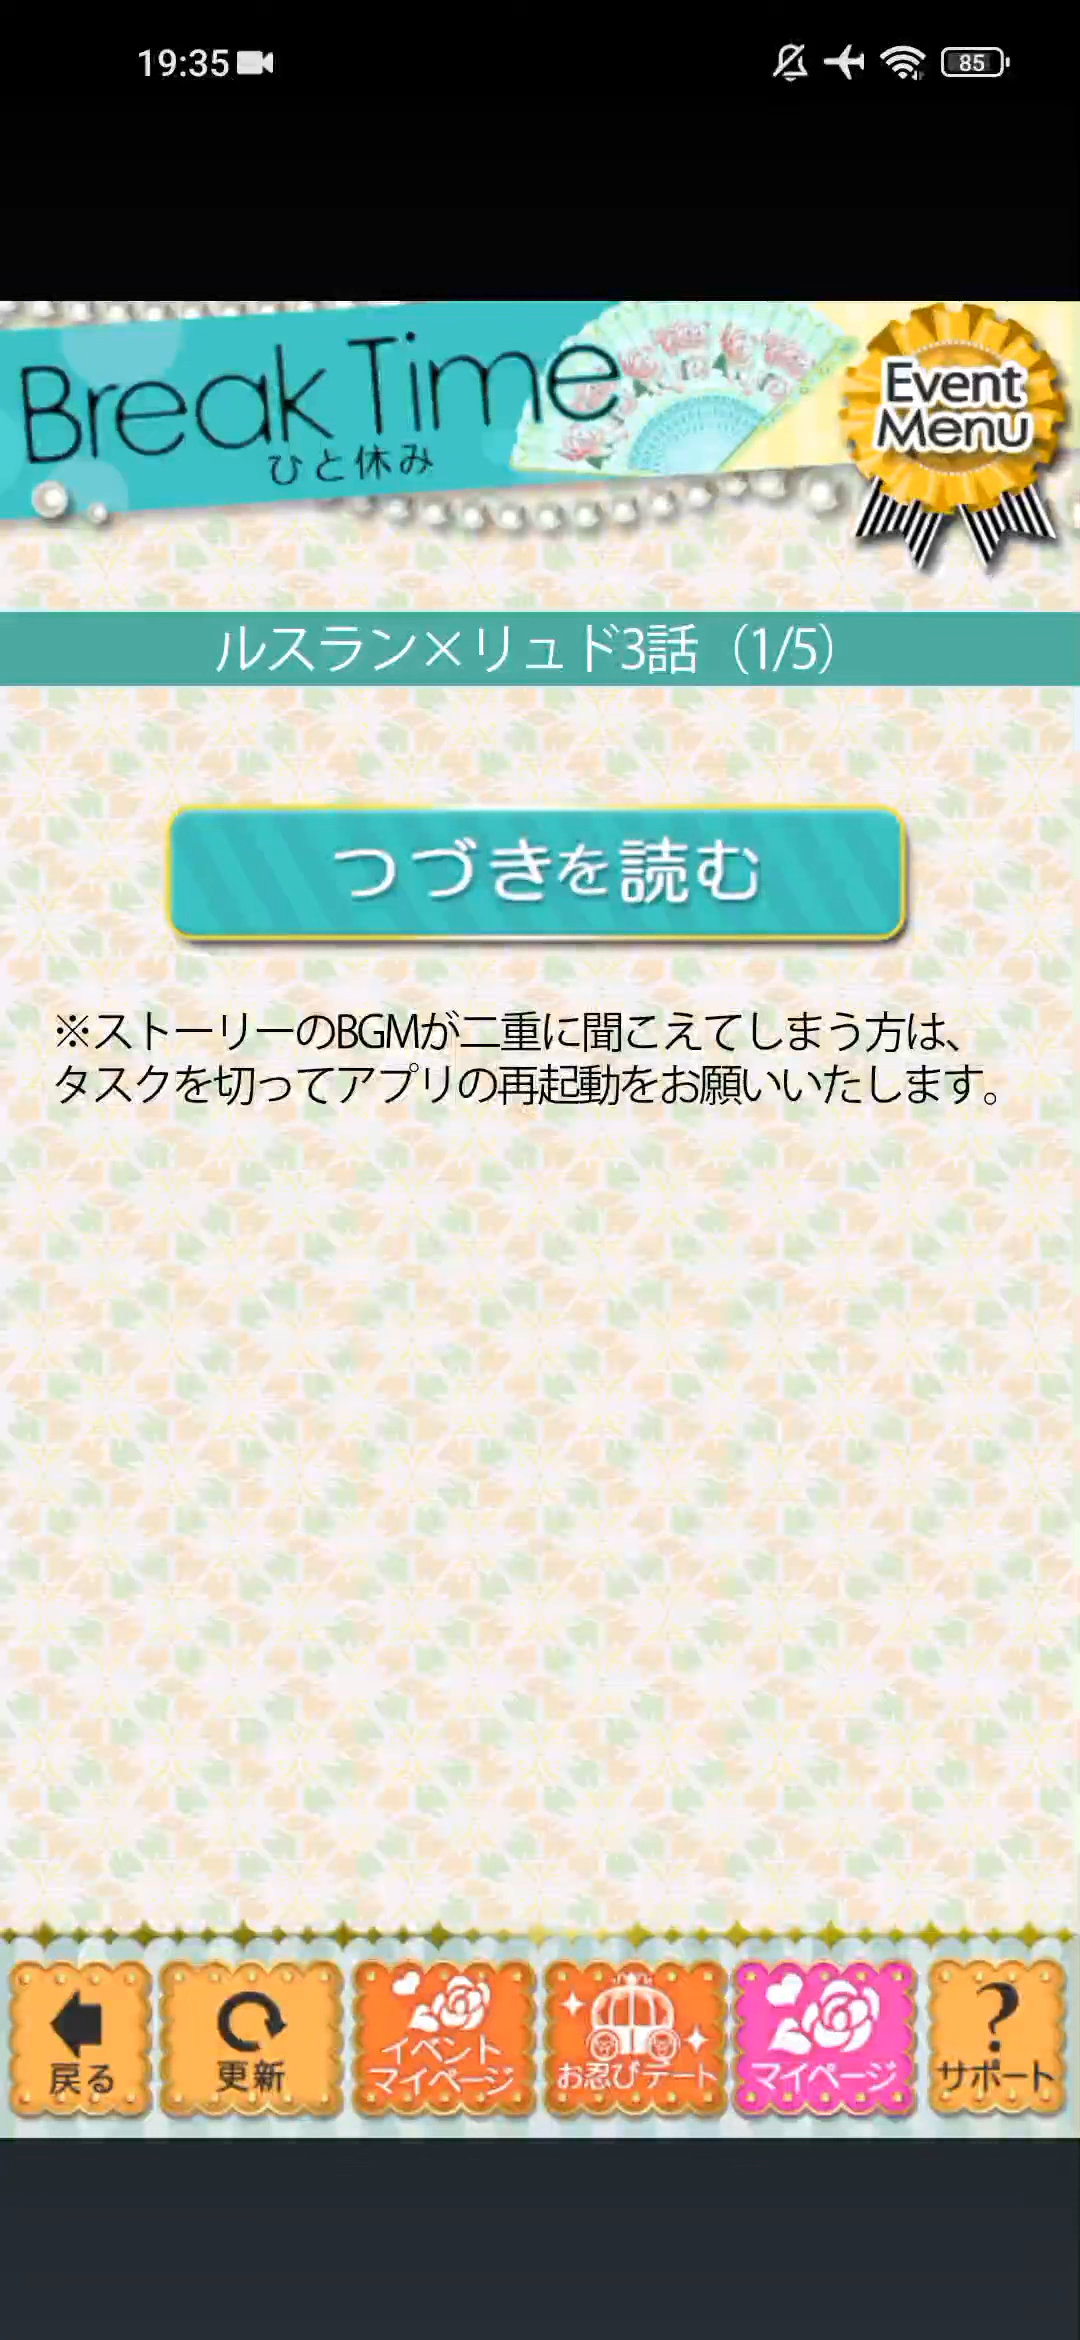 19:35
85
Break Time
ひと休み
Event
Menu
ルスラン×リュド3話（1/5）
つづきを読む
※ストーリーのBGMが二重に聞こえてしまう方は、
タスクを切ってアプリの再起動をお願いいたします。
戻る
更新
イベント
マイページ
お忍びデート
マイページ
?
サポート